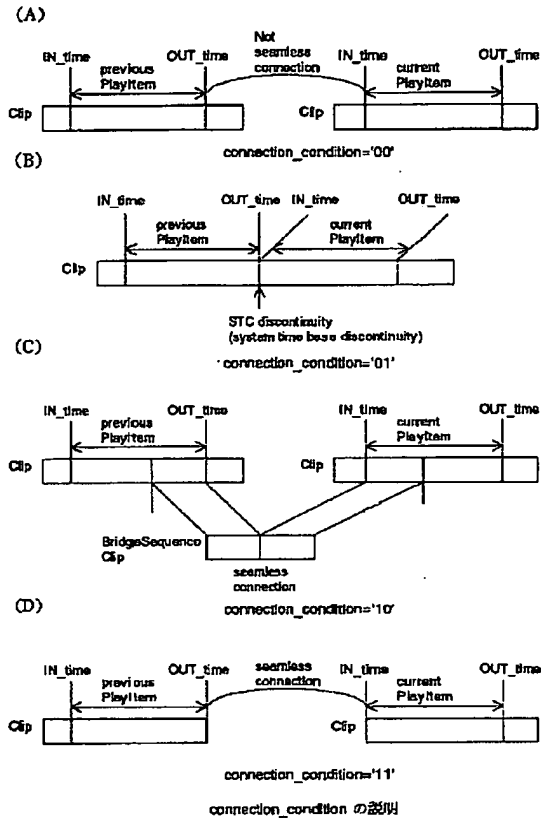 (A)
Not
seamless
connection
IN_time
previous
PlayItem
OUT_time
IN_time
current
PlayItem
OUT_time
Clip
Clip
connection_condition='00'
(B)
IN_time
previous
PlayItem
OUT_time
IN_time
current
PlayItem
OUT_time
Clip
STC discontinuity
(system time base discontinuity)
connection_condition='01'
(C)
IN_time
previous
PlayItem
OUT_time
IN_time
current
PlayItem
OUT_time
Clip
Clip
BridgeSequence
Clip
seamless
connection
connection_condition='10'
(D)
IN_time
previous
PlayItem
OUT_time
seamless
connection
IN_time
current
PlayItem
OUT_time
Clip
Clip
connection_condition='11'
connection_condition の説明